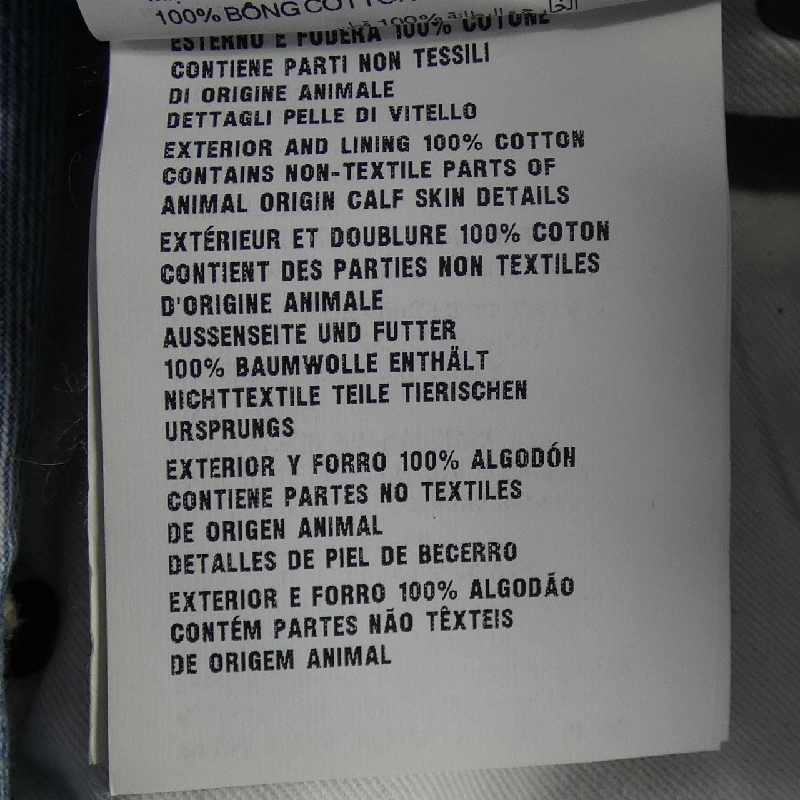 100% BÔNG COTTON
ESTERNO E FODERA 100% COTONE
CONTIENE PARTI NON TESSILI
DI ORIGINE ANIMALE
DETTAGLI PELLE DI VITELLO
EXTERIOR AND LINING 100% COTTON
CONTAINS NON-TEXTILE PARTS OF
ANIMAL ORIGIN CALF SKIN DETAILS
EXTÉRIEUR ET DOUBLURE 100% COTON
CONTIENT DES PARTIES NON TEXTILES
D'ORIGINE ANIMALE
AUSSENSEITE UND FUTTER
100% BAUMWOLLE ENTHÄLT
NICHTTEXTILE TEILE TIERISCHEN
URSPRUNGS
EXTERIOR Y FORRO 100% ALGODÓN
CONTIENE PARTES NO TEXTILES
DE ORIGEN ANIMAL
DETALLES DE PIEL DE BECERRO
EXTERIOR E FORRO 100% ALGODÃO
CONTÉM PARTES NÃO TÊXTEIS
DE ORIGEM ANIMAL